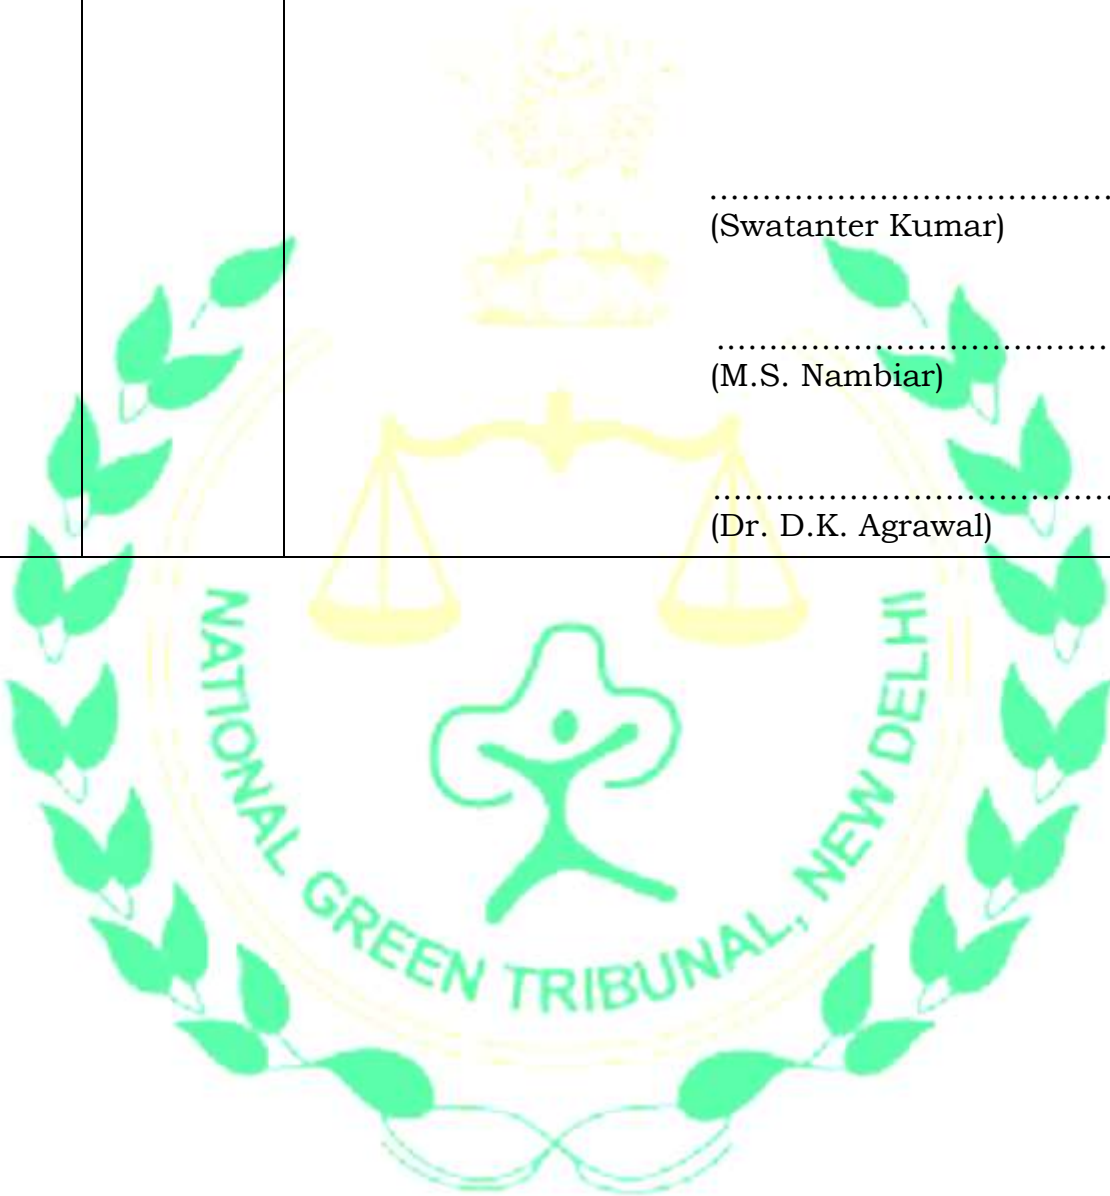 ……………………………………
(Swatanter Kumar)
……………………………………
(M.S. Nambiar)
……………………………………
(Dr. D.K. Agrawal)
NATIONAL GREEN TRIBUNAL, NEW DELHI